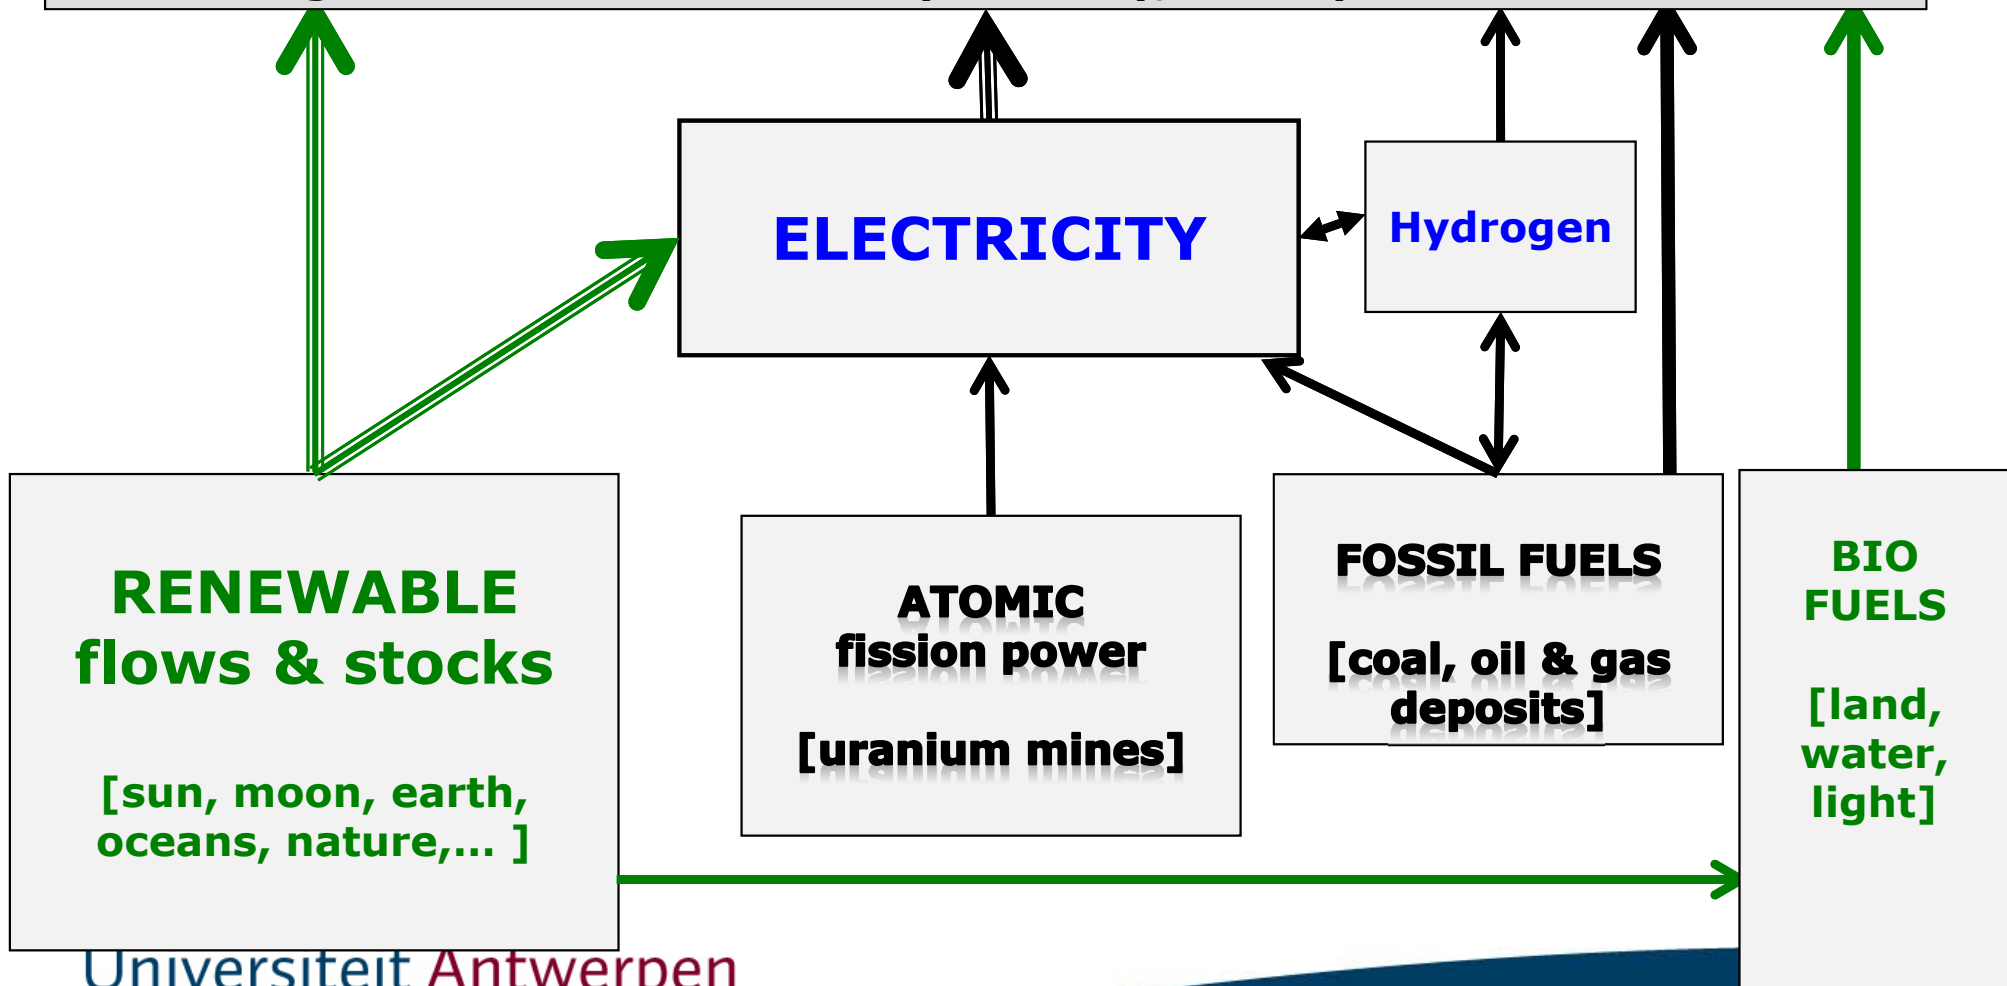 ELECTRICITY
Hydrogen
RENEWABLE
flows & stocks
[sun, moon, earth,
oceans, nature,... ]
ATOMIC
fission power
[uranium mines]
FOSSIL FUELS
[coal, oil & gas
deposits]
BIO
FUELS
[land,
water,
light]
Universiteit Antwerpen